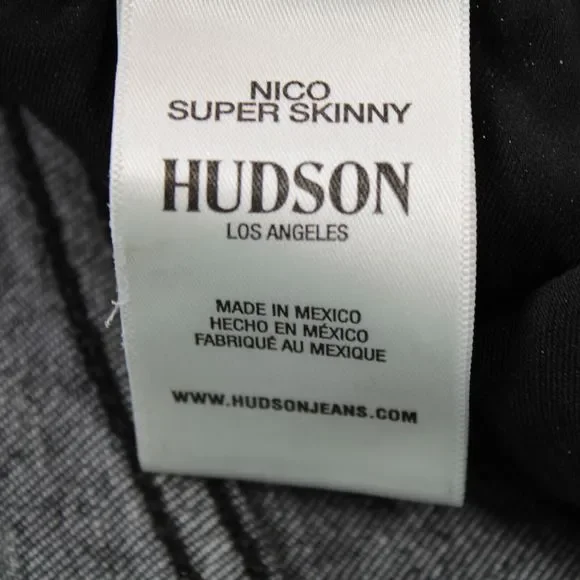 NICO
SUPER SKINNY
HUDSON
LOS ANGELES
MADE IN MEXICO
HECHO EN MÉXICO
FABRIQUÉ AU MEXIQUE
WWW.HUDSONJEANS.COM